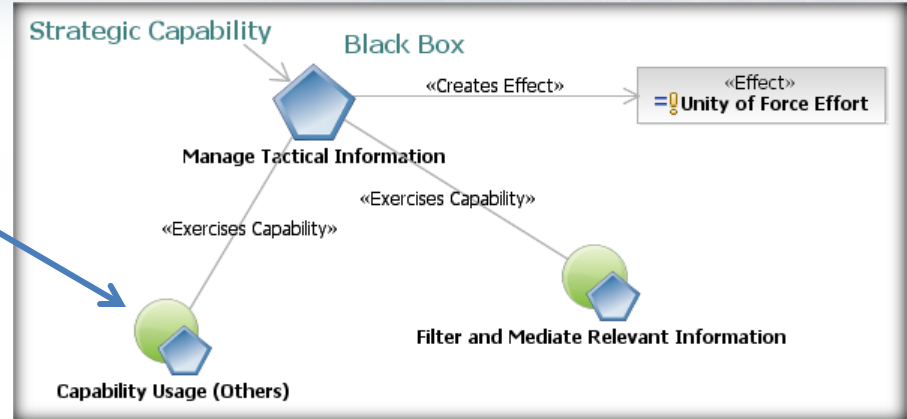 Strategic Capability
Black Box
«Creates Effect»
«Effect»
Unity of Force Effort
Manage Tactical Information
«Exercises Capability»
«Exercises Capability»
Filter and Mediate Relevant Information
Capability Usage (Others)